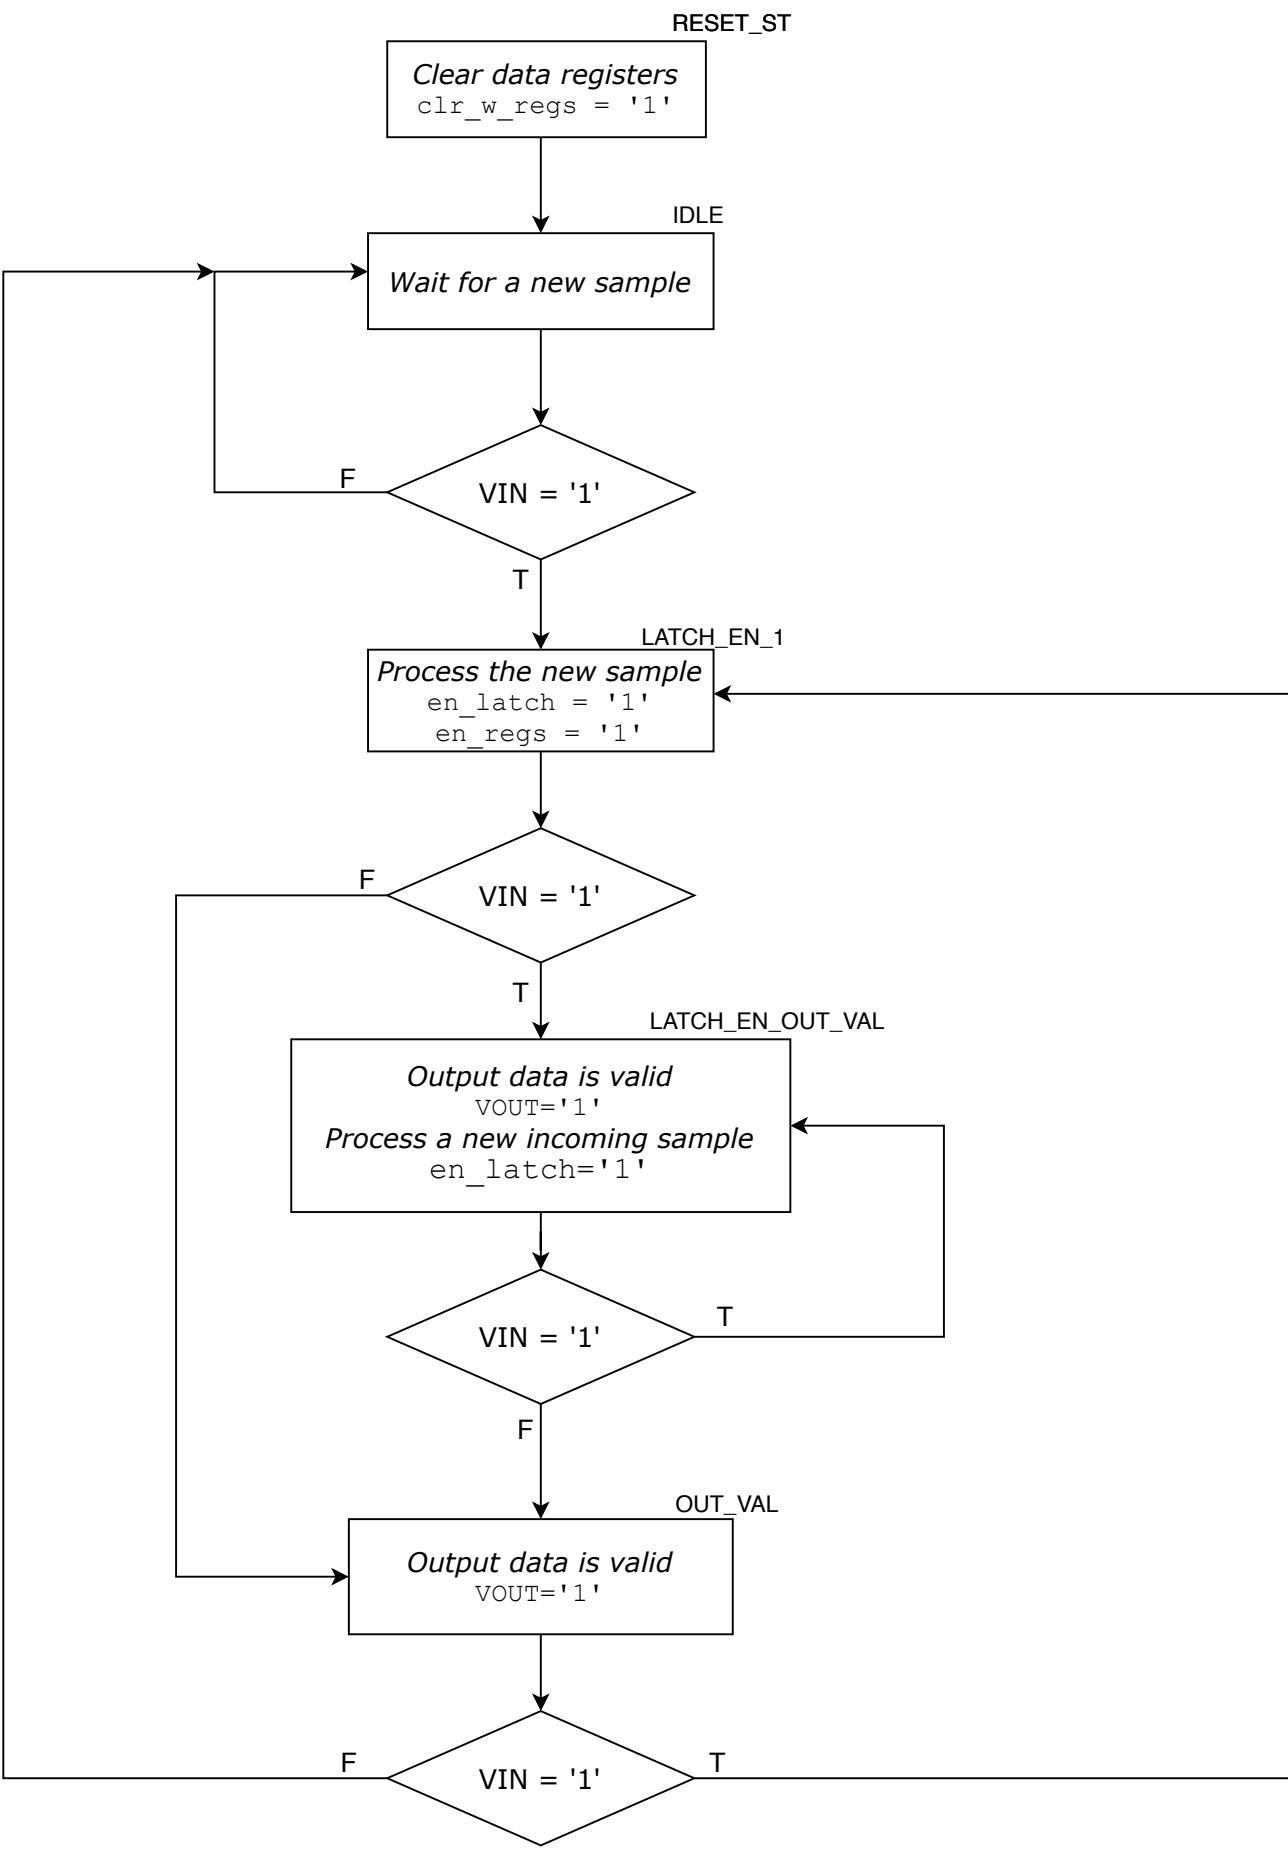 RESET_ST
Clear data registers
clr_w_regs = '1'
IDLE
Wait for a new sample
F
VIN = '1'
T
LATCH_EN_1
Process the new sample
en_latch = '1'
en_regs = '1'
F
VIN = '1'
T
LATCH_EN_OUT_VAL
Output data is valid
VOUT='1'
Process a new incoming sample
en_latch='1'
VIN = '1'
T
F
OUT_VAL
Output data is valid
VOUT='1'
F
VIN = '1'
T